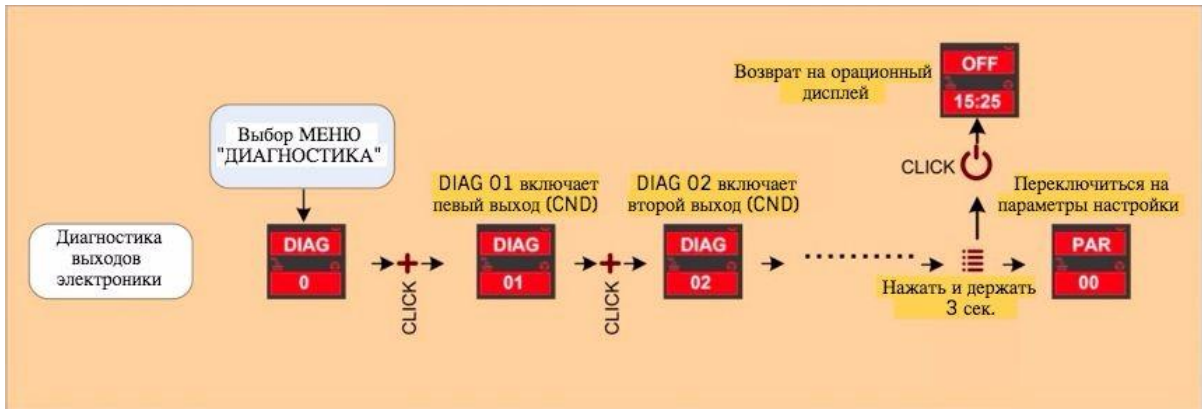 Выбор МЕНЮ
"ДИАГНОСТИКА"
Диагностика
выходов
электроники
DIAG
0
CLICK
DIAG 01 включает
певый выход (CND)
DIAG
01
CLICK
DIAG 02 включает
второй выход (CND)
DIAG
02
Нажать и держать
3 сек.
CLICK
Возврат на орационный
дисплей
OFF
15:25
Переключиться на
параметры настройки
PAR
00